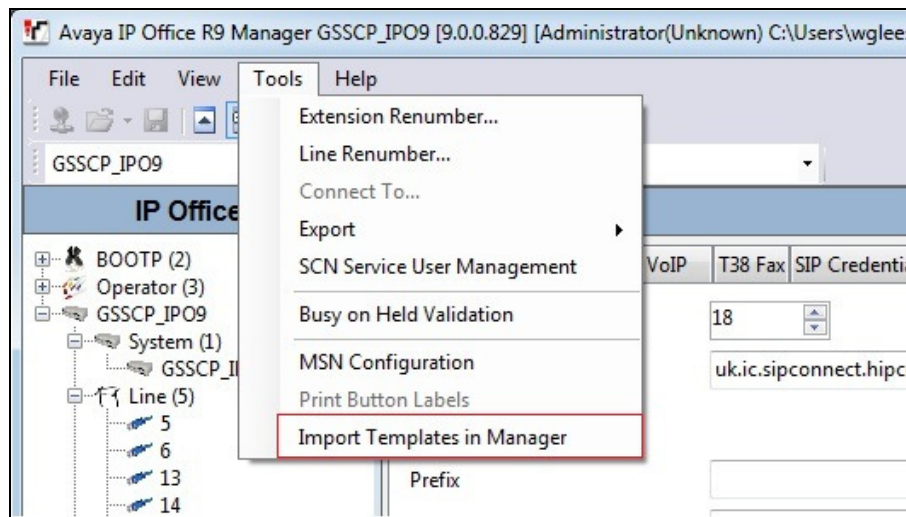 Avaya IP Office R9 Manager GSSCP_IPO9 [9.0.0.829] [Administrator(Unknown) C:\Users\wglees
File Edit View Tools Help
GSSCP_IPO9
Extension Renumber...
Line Renumber...
Connect To...
Export
SCN Service User Management
Busy on Held Validation
MSN Configuration
Print Button Labels
Import Templates in Manager
IP Office
BOOTP (2)
Operator (3)
GSSCP_IPO9
System (1)
GSSCP_I
Line (5)
5
6
13
14
VoIP T38 Fax SIP Credentia
18
uk.ic.sipconnect.hipc
Prefix